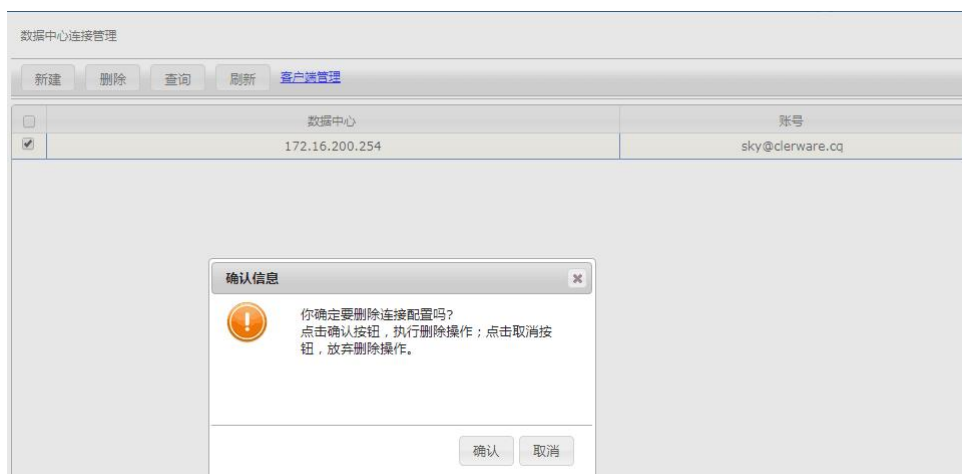 数据中心连接管理
新建 删除 查询 刷新 客户端管理
数据中心 账号
172.16.200.254 sky@clerware.cq
确认信息
你确定要删除连接配置吗?
点击确认按钮，执行删除操作；点击取消按
钮，放弃删除操作。
确认 取消